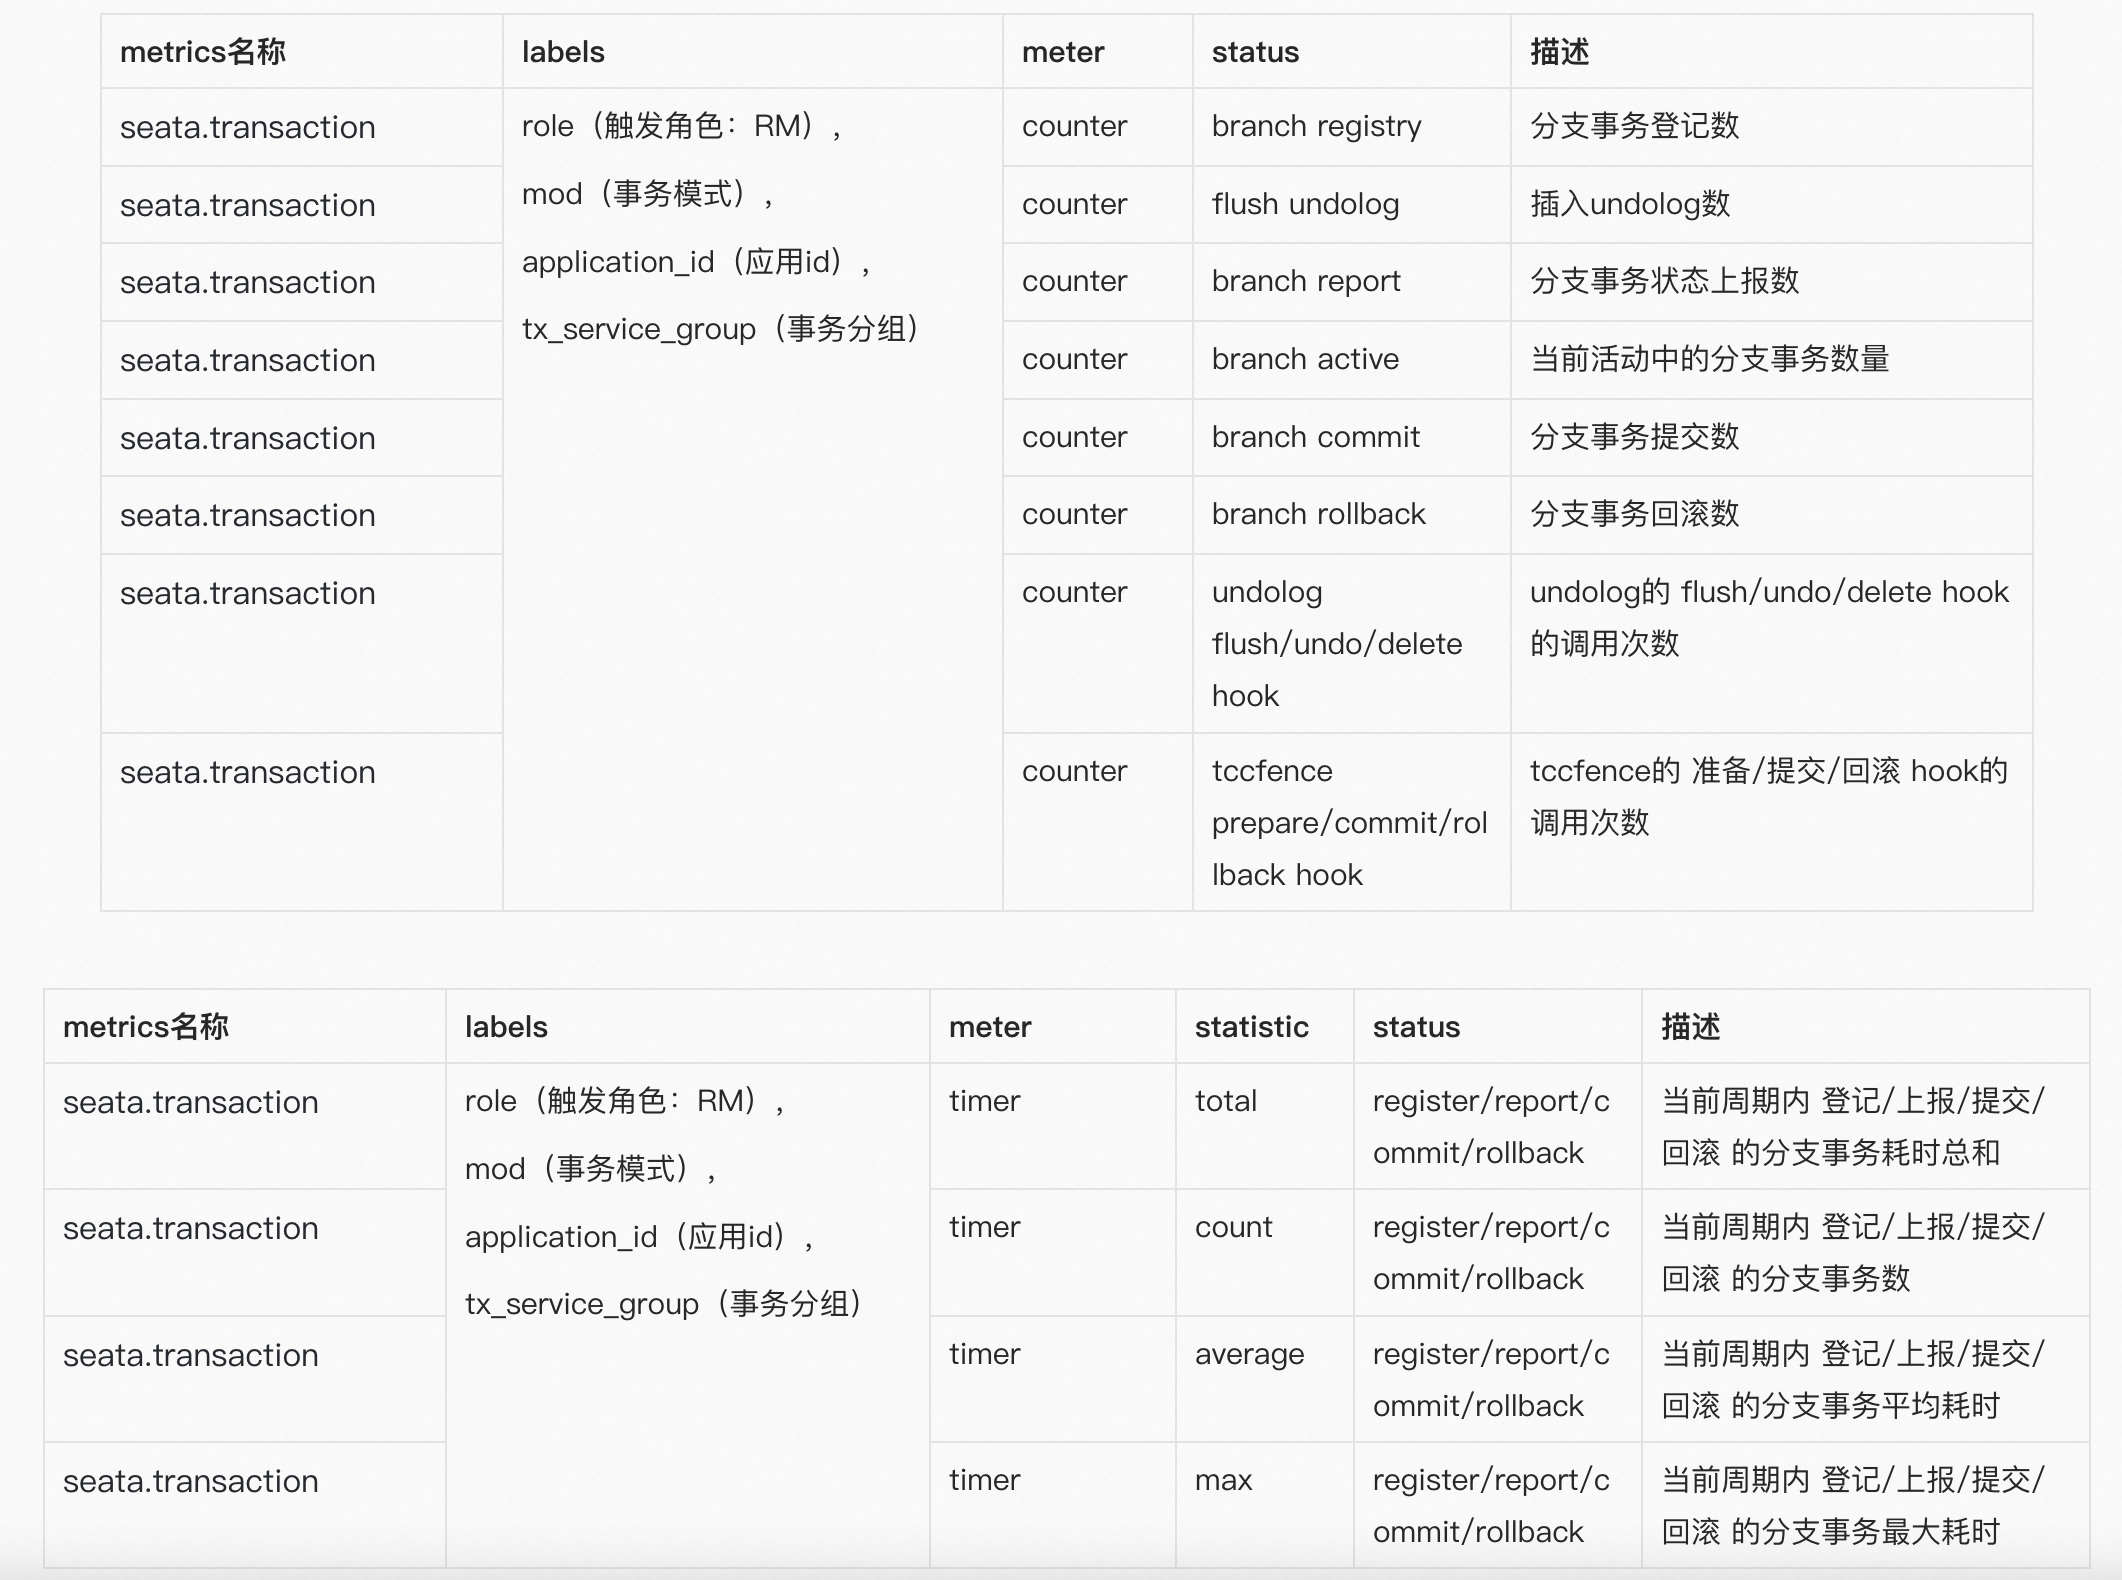 metrics名称 labels meter status 描述
seata.transaction role（触发角色：RM）， counter branch registry 分支事务登记数
mod（事务模式），
seata.transaction counter flush undolog 插入undolog数
application_id（应用id），
seata.transaction counter branch report 分支事务状态上报数
tx_service_group（事务分组）
seata.transaction counter branch active 当前活动中的分支事务数量
seata.transaction counter branch commit 分支事务提交数
seata.transaction counter branch rollback 分支事务回滚数
seata.transaction counter undolog undolog的 flush/undo/delete hook
flush/undo/delete 的调用次数
hook
seata.transaction counter tccfence tccfence的 准备/提交/回滚 hook的
prepare/commit/rol 调用次数
lback hook
metrics名称 labels meter statistic status 描述
seata.transaction role（触发角色：RM）， timer total register/report/c 当前周期内 登记/上报/提交/
mod（事务模式）， ommit/rollback 回滚 的分支事务耗时总和
seata.transaction application_id（应用id）， timer count register/report/c 当前周期内 登记/上报/提交/
tx_service_group（事务分组） ommit/rollback 回滚 的分支事务数
seata.transaction timer average register/report/c 当前周期内 登记/上报/提交/
ommit/rollback 回滚 的分支事务平均耗时
seata.transaction timer max register/report/c 当前周期内 登记/上报/提交/
ommit/rollback 回滚 的分支事务最大耗时